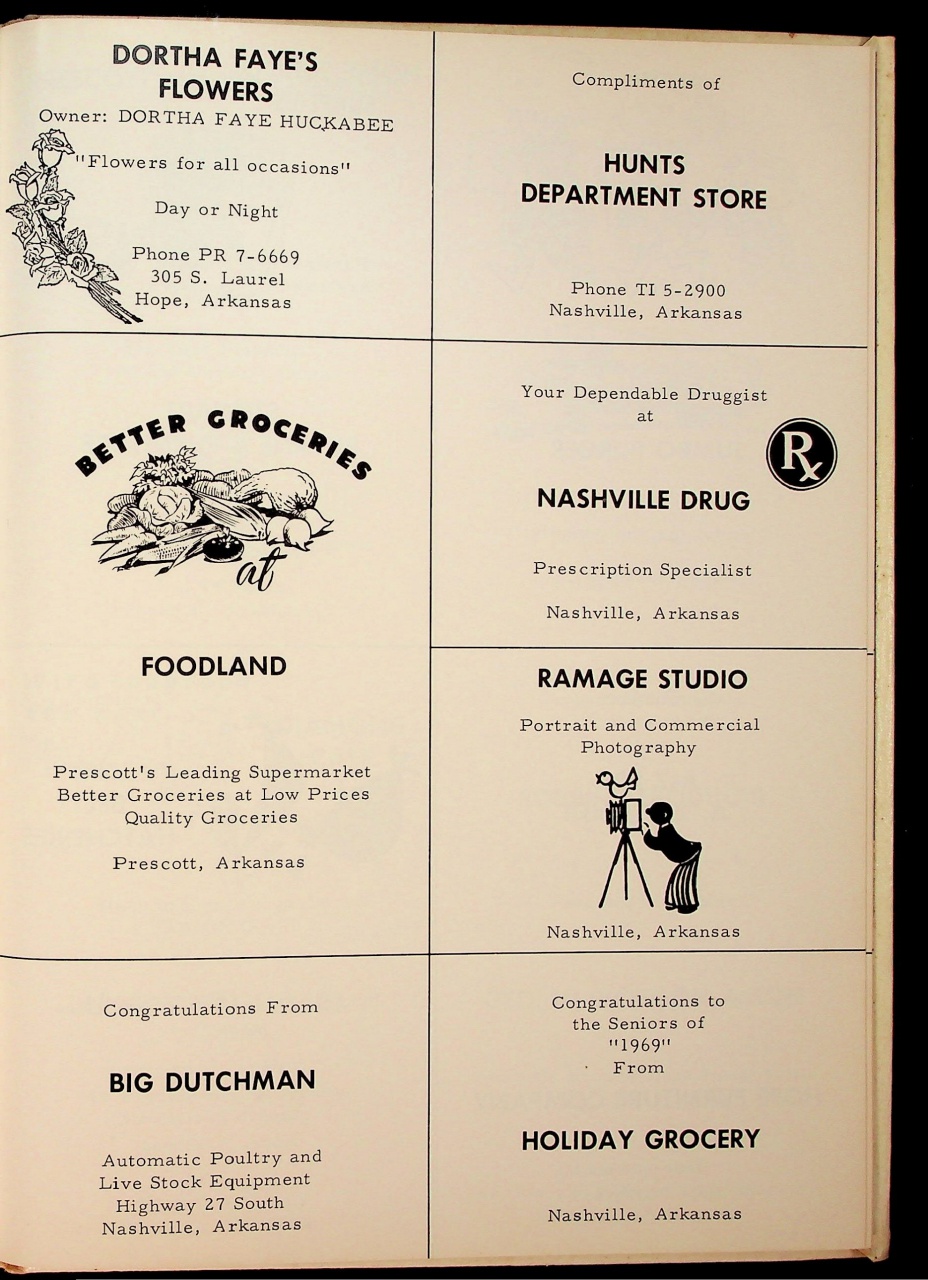 DORTHA FAYE'S
FLOWERS
Owner: DORTHA FAYE HUCKABEE
"Flowers for all occasions"
Day or Night
Phone PR 7-6669
305 S. Laurel
Hope, Arkansas
Compliments of
HUNTS
DEPARTMENT STORE
Phone TI 5-2900
Nashville, Arkansas
BETTER GROCERIES
at
FOODLAND
Prescott's Leading Supermarket
Better Groceries at Low Prices
Quality Groceries
Prescott, Arkansas
Your Dependable Druggist
at
Rx
NASHVILLE DRUG
Prescription Specialist
Nashville, Arkansas
RAMAGE STUDIO
Portrait and Commercial
Photography
Nashville, Arkansas
Congratulations From
BIG DUTCHMAN
Automatic Poultry and
Live Stock Equipment
Highway 27 South
Nashville, Arkansas
Congratulations to
the Seniors of
"1969"
From
HOLIDAY GROCERY
Nashville, Arkansas